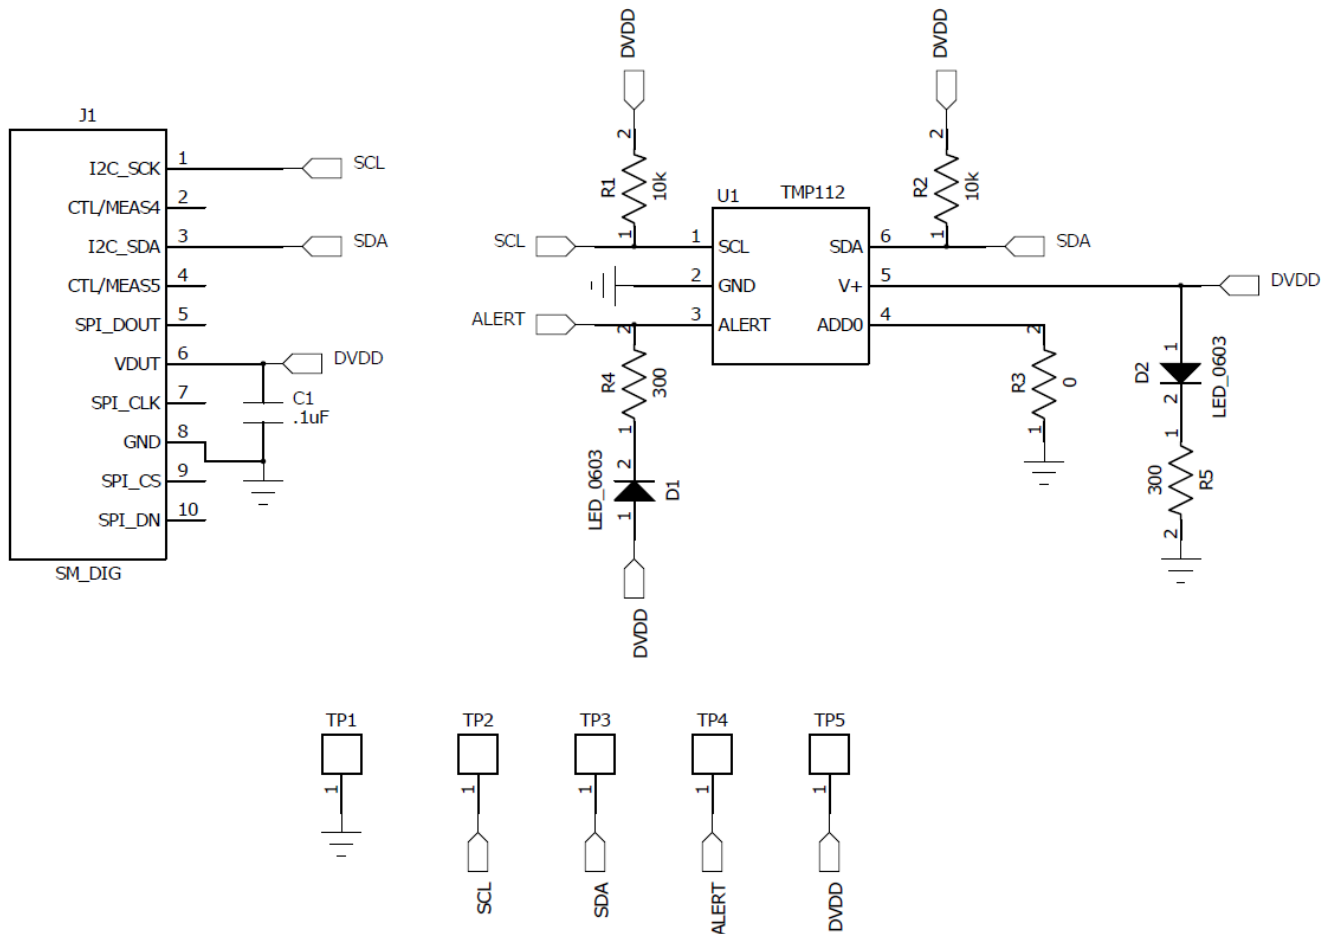 J1
I2C_SCK 1 SCL
CTL/MEAS4 2
I2C_SDA 3 SDA
CTL/MEAS5 4
SPI_DOUT 5
VDUT 6 DVDD
SPI_CLK 7
GND 8
SPI_CS 9
SPI_DN 10
SM_DIG
C1
.1uF
DVDD
2
R1
10k
1
DVDD
2
R2
10k
1
U1 TMP112
SCL 1 SCL
2 GND
ALERT 3 ALERT
SDA 6 SDA
V+ 5 DVDD
ADD0 4
2
R4
300
1
2
LED_0603
D1
1
DVDD
2
R3
0
1
1
D2
LED_0603
2
1
300
R5
2
TP1
1
TP2
1
SCL
TP3
1
SDA
TP4
1
ALERT
TP5
1
DVDD